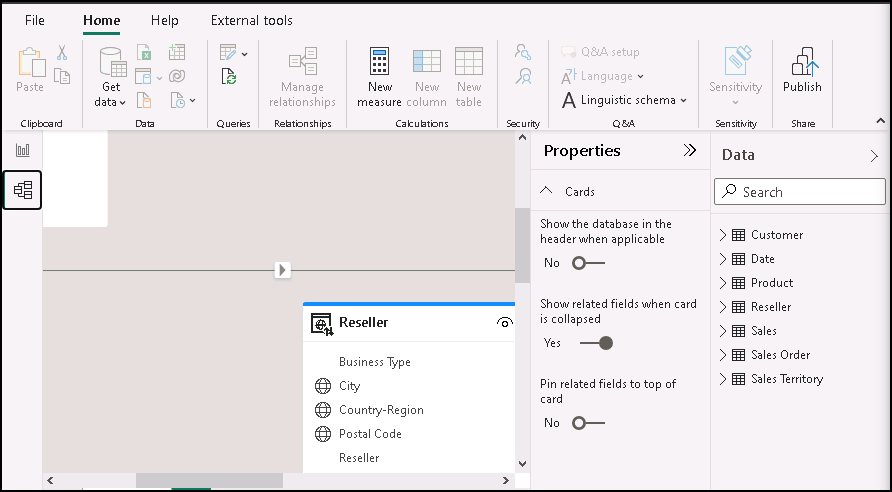 File Home Help External tools
Paste
Get
data
Manage
relationships
New
measure
New
column
New
table
Q&A setup
Language
Linguistic schema
Sensitivity
Publish
Clipboard Data Queries Relationships Calculations Security Q&A Sensitivity Share
Reseller
Business Type
City
Country-Region
Postal Code
Reseller
Properties
Cards
Show the database in the
header when applicable
No
Show related fields when card
is collapsed
Yes
Pin related fields to top of
card
No
Data
Search
Customer
Date
Product
Reseller
Sales
Sales Order
Sales Territory